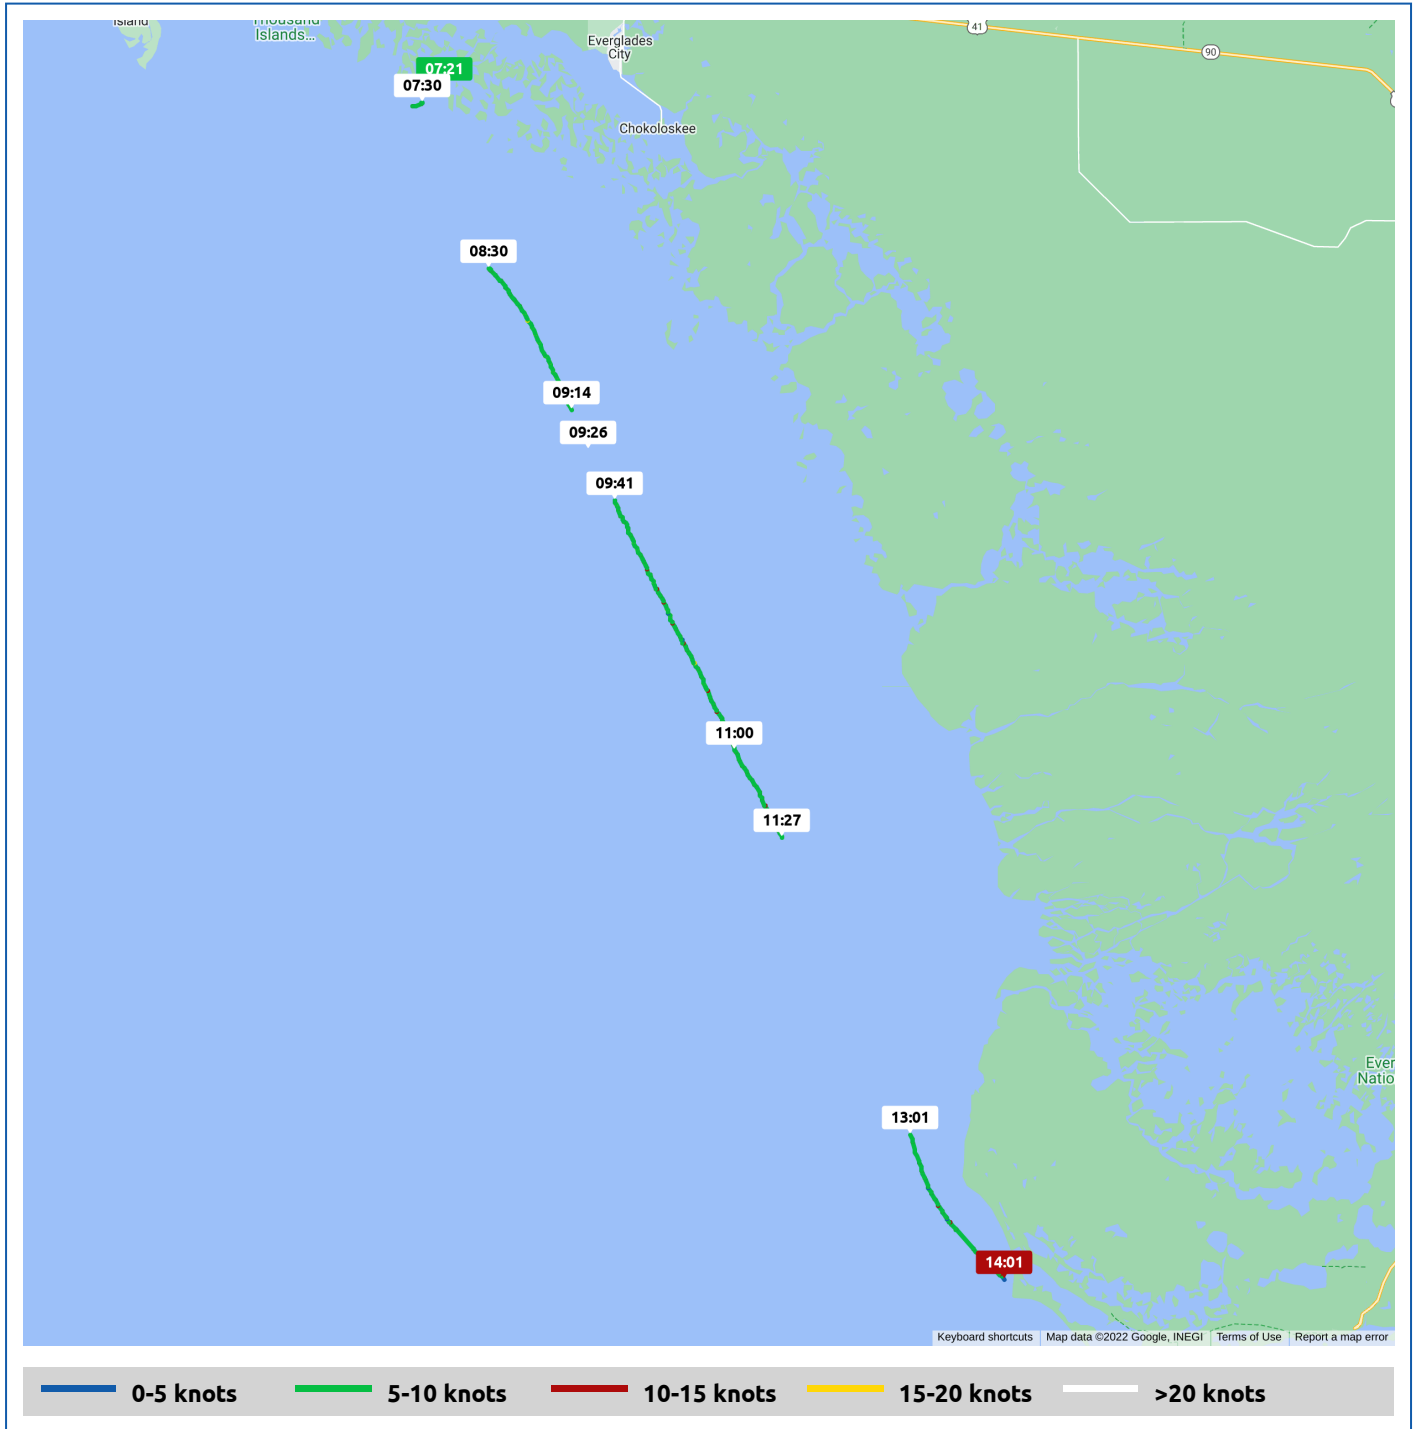 Island
Thousand
Islands...
Everglades
City
41
90
07:21
07:30
Chokoloskee
08:30
09:14
09:26
09:41
11:00
11:27
Ever
Natio
13:01
14:01
Keyboard shortcuts
Map data ©2022 Google, INEGI
Terms of Use
Report a map error
0-5 knots
5-10 knots
10-15 knots
15-20 knots
>20 knots